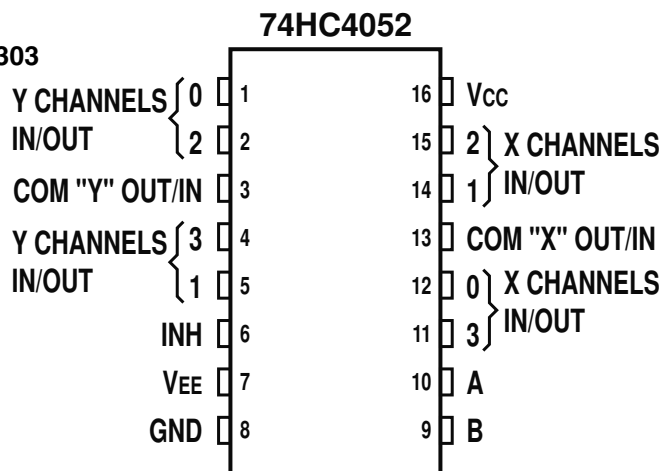 74HC4052
303
Y CHANNELS 0 1
IN/OUT 2 2
COM "Y" OUT/IN 3
Y CHANNELS 3 4
IN/OUT 1 5
INH 6
VEE 7
GND 8
16 VCC
15 2 X CHANNELS
14 1 IN/OUT
13 COM "X" OUT/IN
12 0 X CHANNELS
11 3 IN/OUT
10 A
9 B